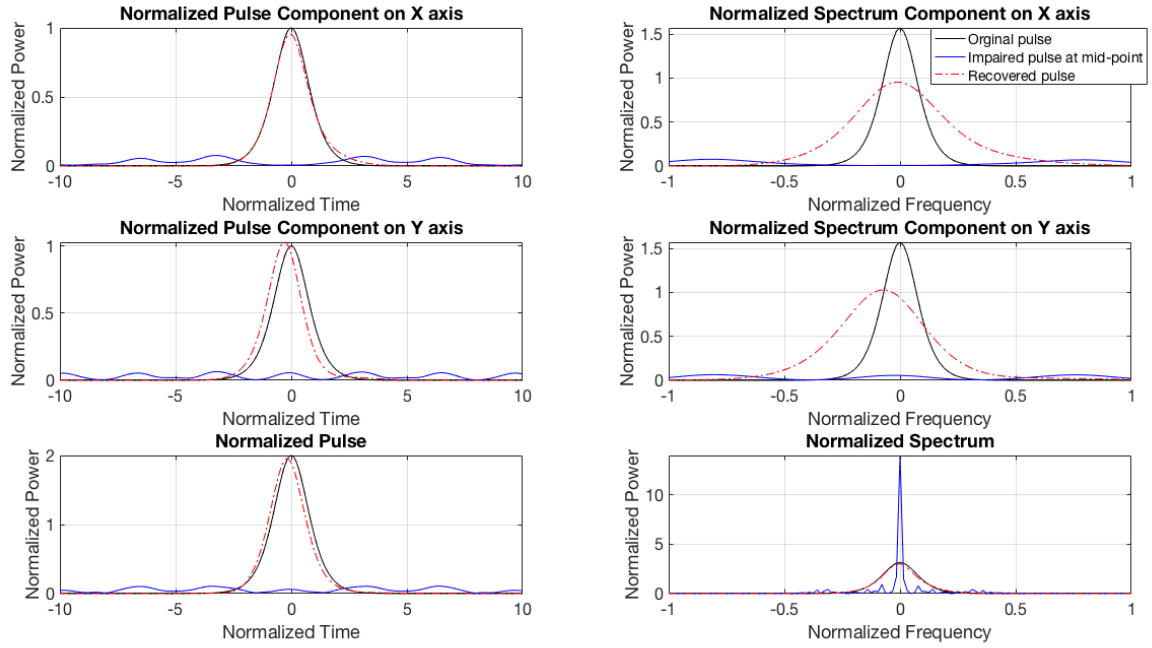 Normalized Pulse Component on X axis
Normalized Power
1
0.5
0
-10
-5
0
5
10
Normalized Time
Normalized Spectrum Component on X axis
Normalized Power
1.5
1
0.5
0
-1
-0.5
0
0.5
1
Normalized Frequency
Orginal pulse
Impaired pulse at mid-point
Recovered pulse
Normalized Pulse Component on Y axis
Normalized Power
1
0.5
0
-10
-5
0
5
10
Normalized Time
Normalized Spectrum Component on Y axis
Normalized Power
1.5
1
0.5
0
-1
-0.5
0
0.5
1
Normalized Frequency
Normalized Pulse
Normalized Power
2
1
0
-10
-5
0
5
10
Normalized Time
Normalized Spectrum
Normalized Power
10
5
0
-1
-0.5
0
0.5
1
Normalized Frequency